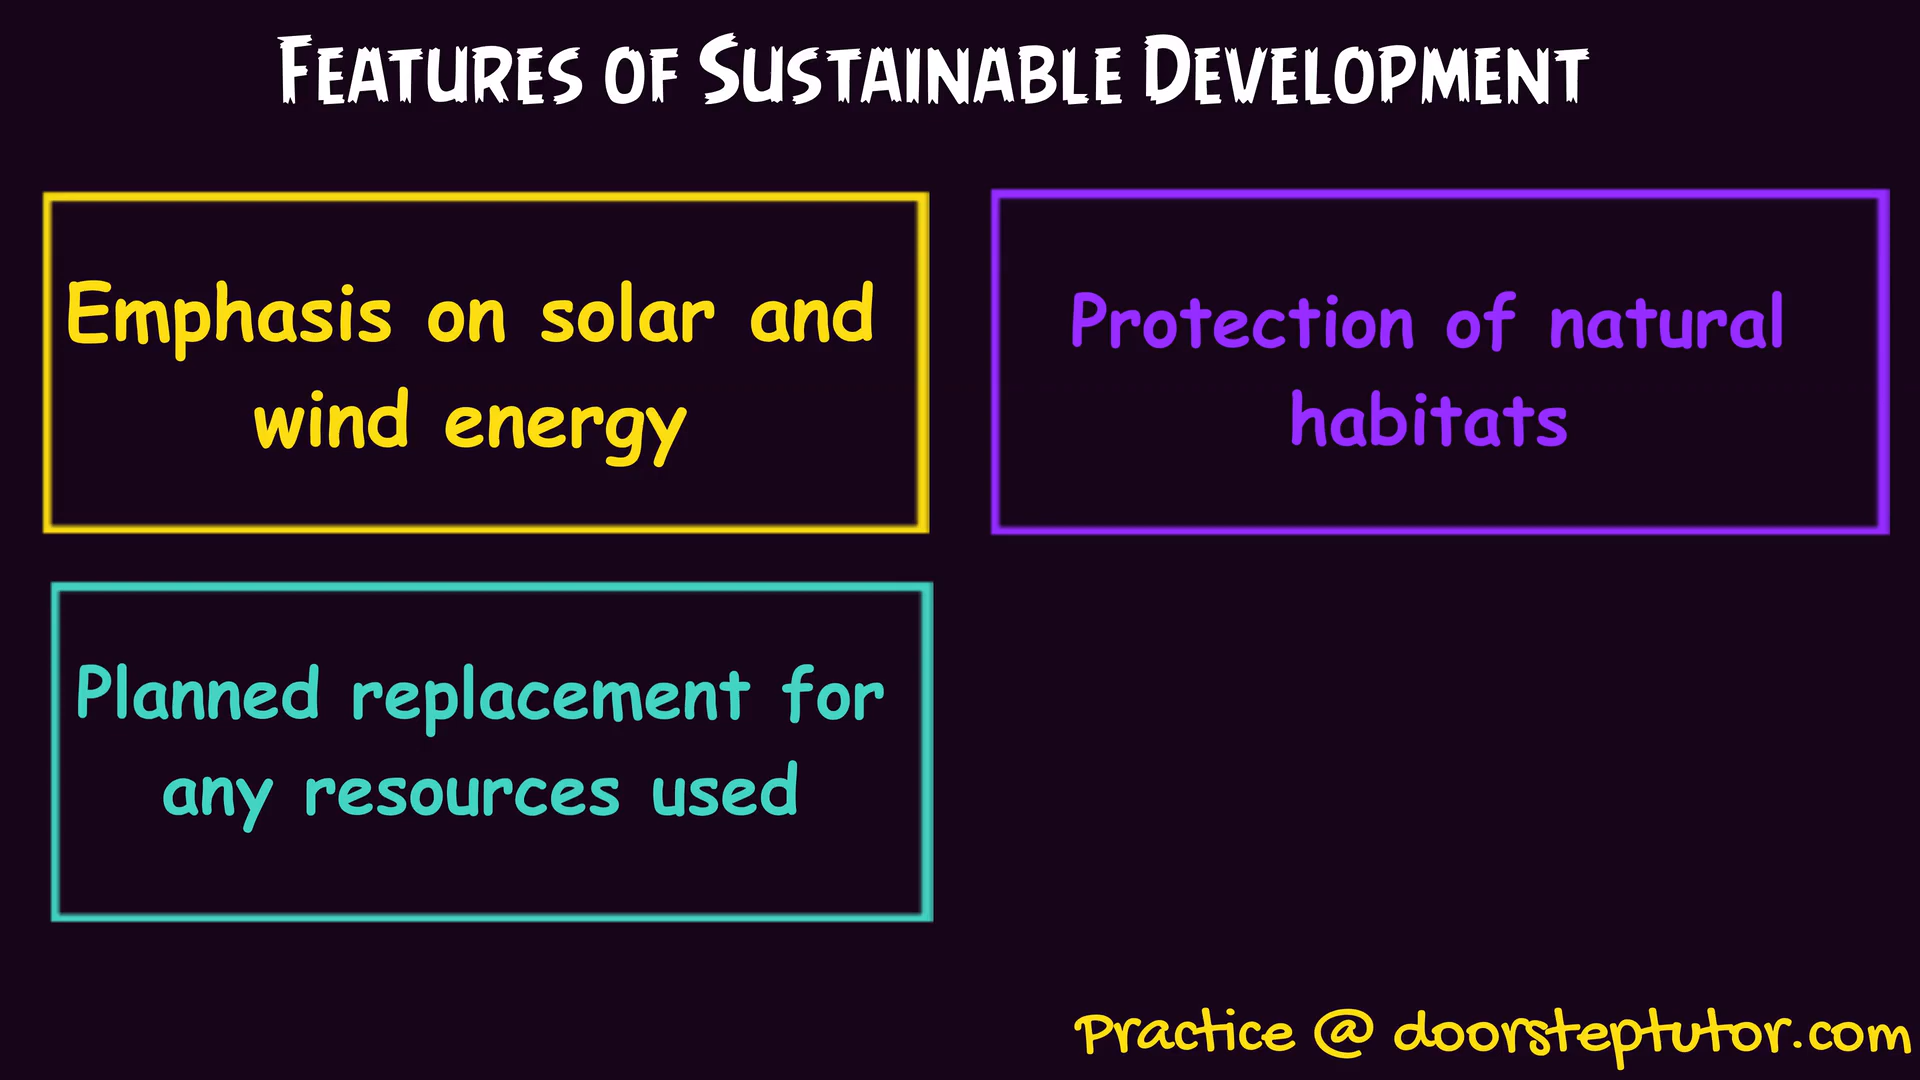 Features of Sustainable Development
Emphasis on solar and
wind energy
Protection of natural
habitats
Planned replacement for
any resources used
Practice @ doorsteptutor.com